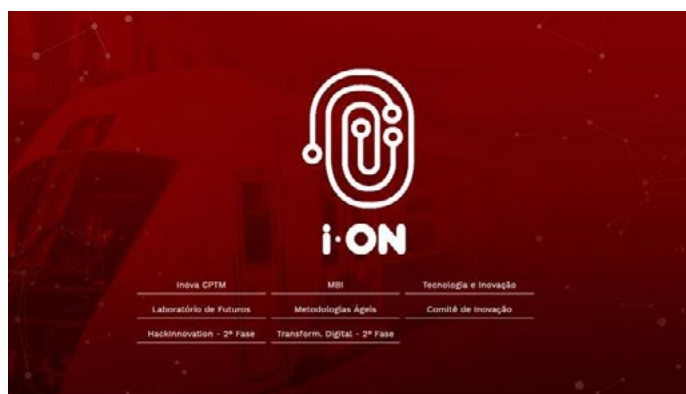 i·ON
Inova CPTM
MBI
Tecnologia e Inovação
Laboratório de Futuros
Metodologias Ágeis
Comitê de Inovação
HackInnovation - 2ª Fase
Transform. Digital - 2ª Fase